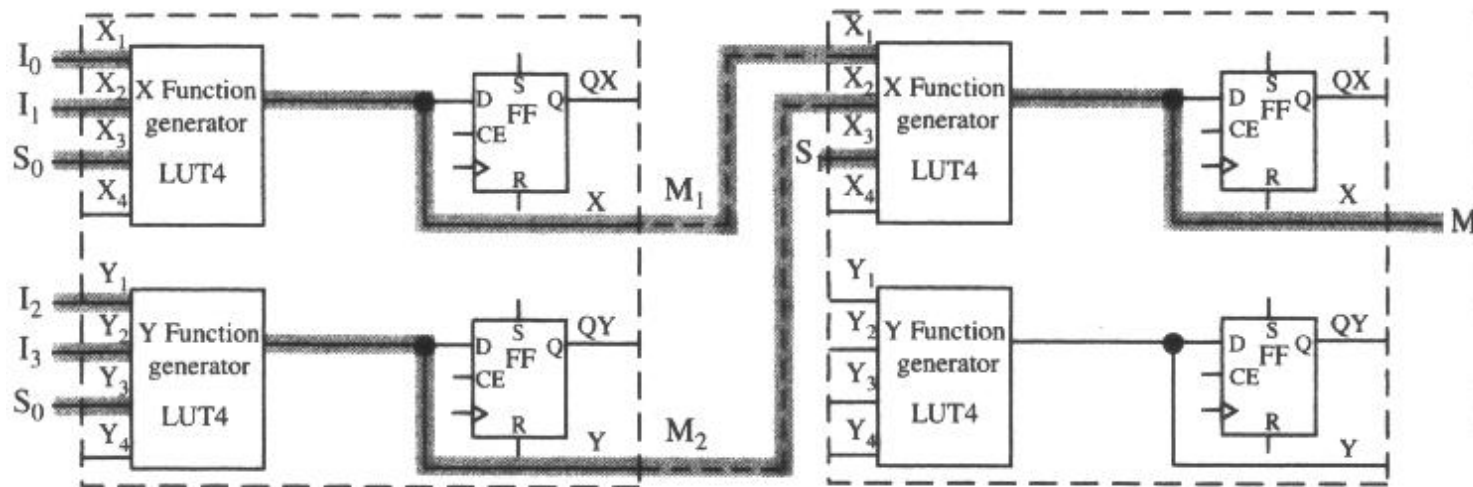 X₁
I₀
X₂
X Function
generator
LUT4
I₁
X₃
S₀
X₄
S
D
FF
Q
QX
CE
R
X
M₁
Y₁
I₂
Y₂
Y Function
generator
LUT4
I₃
Y₃
S₀
Y₄
S
D
FF
Q
QY
CE
R
Y
M₂
X₁
X₂
X Function
generator
LUT4
X₃
S₁
X₄
S
D
FF
Q
QX
CE
R
X
M
Y₁
Y₂
Y Function
generator
LUT4
Y₃
Y₄
S
D
FF
Q
QY
CE
R
Y